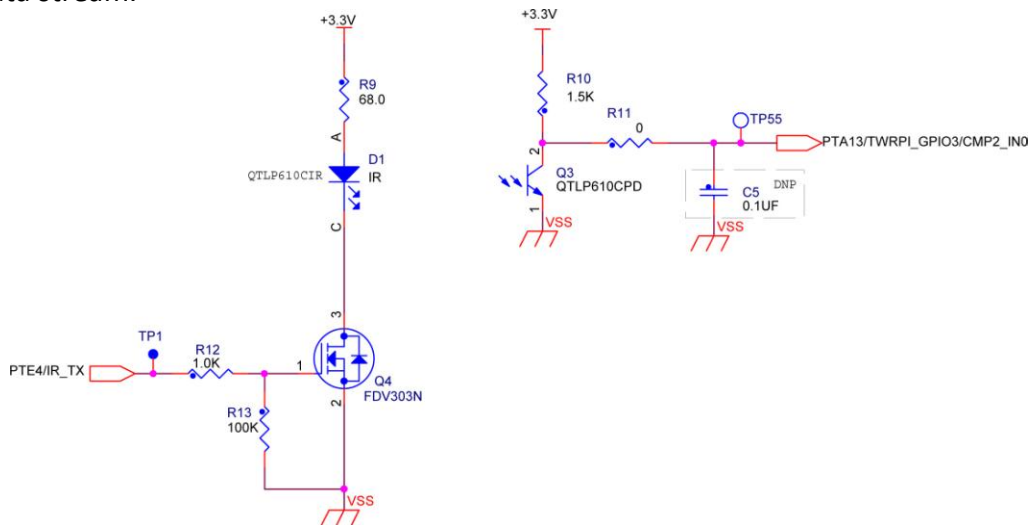 +3.3V
R9
68.0
A
D1
QTLP610CIR
IR
C
3
TP1
R12
1.0K
PTE4/IR_TX
1
Q4
FDV303N
R13
100K
2
VSS
+3.3V
R10
1.5K
R11
0
TP55
PTA13/TWRPI_GPIO3/CMP2_IN0
2
Q3
QTLP610CPD
1
VSS
DNP
C5
0.1UF
VSS